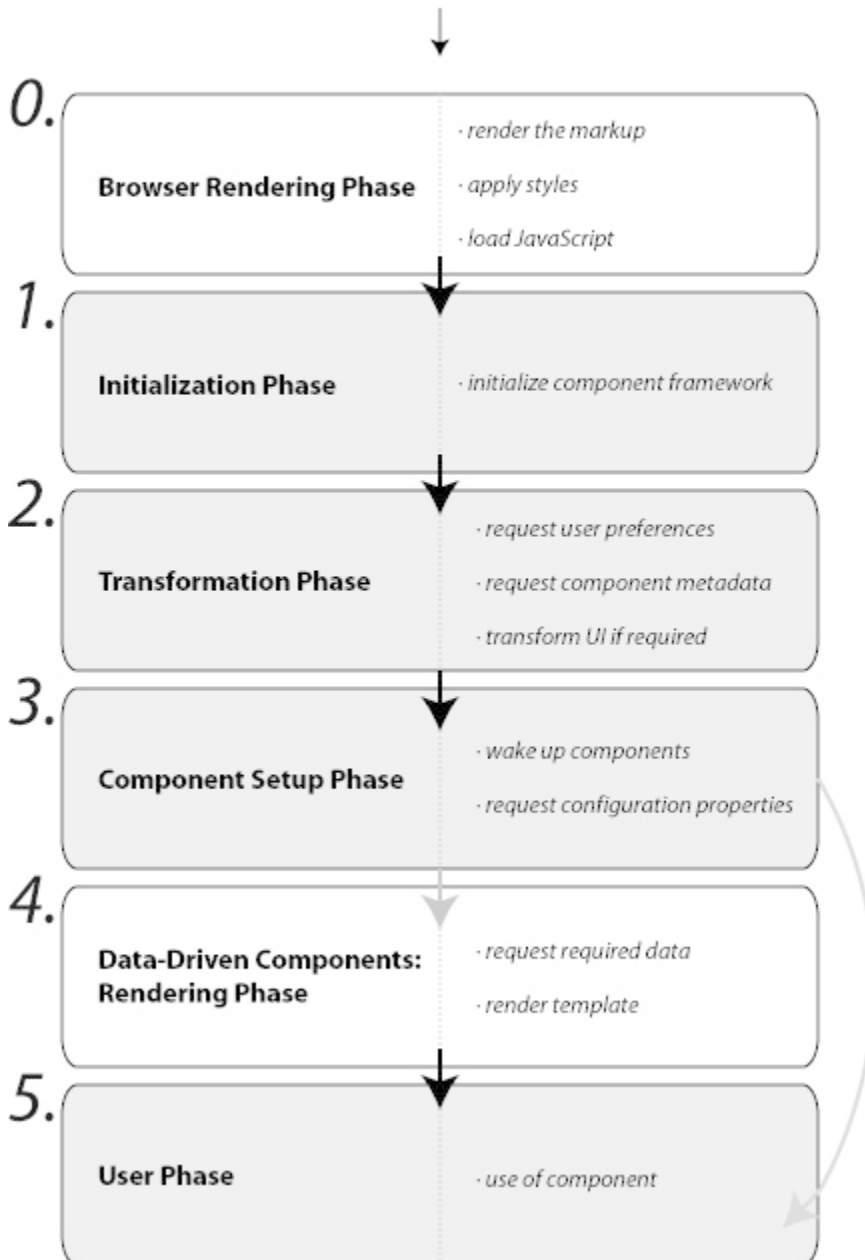 0.
Browser Rendering Phase
· render the markup
· apply styles
· load JavaScript
1.
Initialization Phase
· initialize component framework
2.
Transformation Phase
· request user preferences
· request component metadata
· transform UI if required
3.
Component Setup Phase
· wake up components
· request configuration properties
4.
Data-Driven Components:
Rendering Phase
· request required data
· render template
5.
User Phase
· use of component